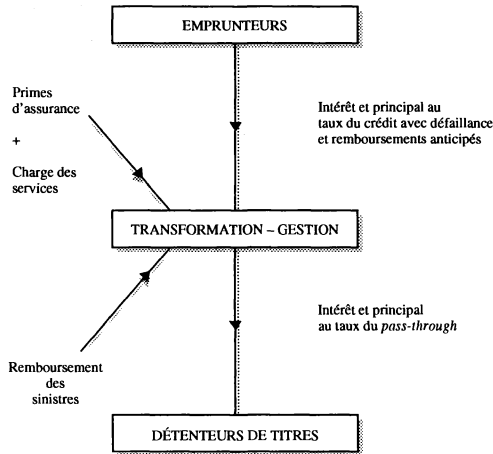 EMPRUNTEURS
Primes
d'assurance
+
Charge des
services
Intérêt et principal au
taux du crédit avec défaillance
et remboursements anticipés
TRANSFORMATION – GESTION
Intérêt et principal
au taux du pass-through
Remboursement
des
sinistres
DÉTENTEURS DE TITRES